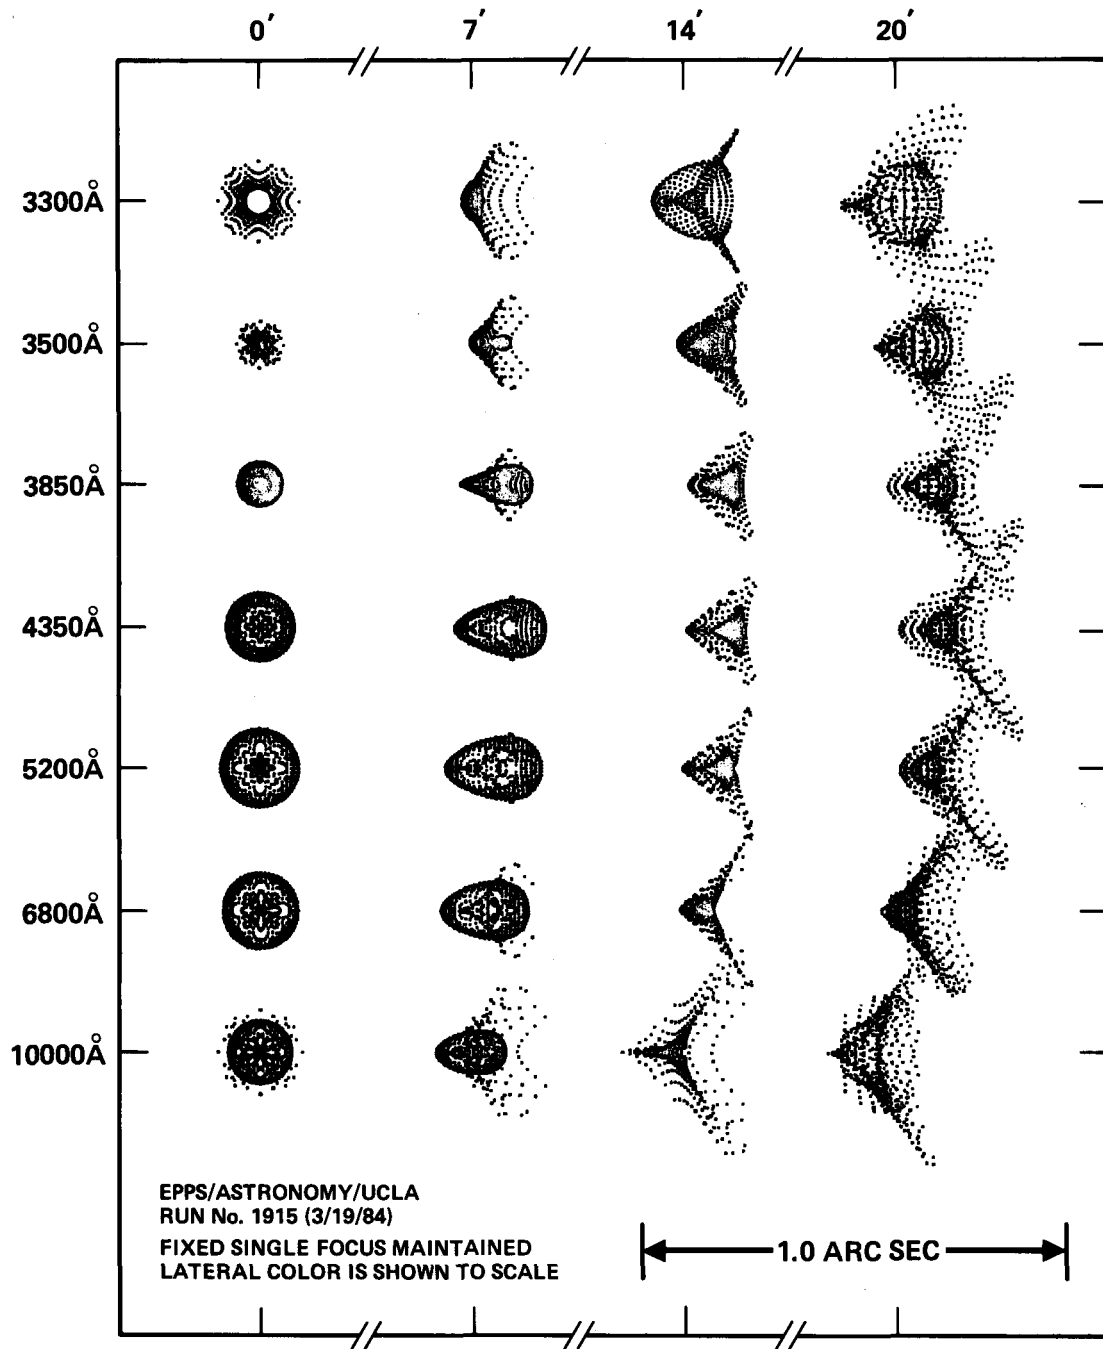 0′ 7′ 14′ 20′
3300Å
3500Å
3850Å
4350Å
5200Å
6800Å
10000Å
EPPS/ASTRONOMY/UCLA
RUN No. 1915 (3/19/84)
FIXED SINGLE FOCUS MAINTAINED
LATERAL COLOR IS SHOWN TO SCALE
1.0 ARC SEC